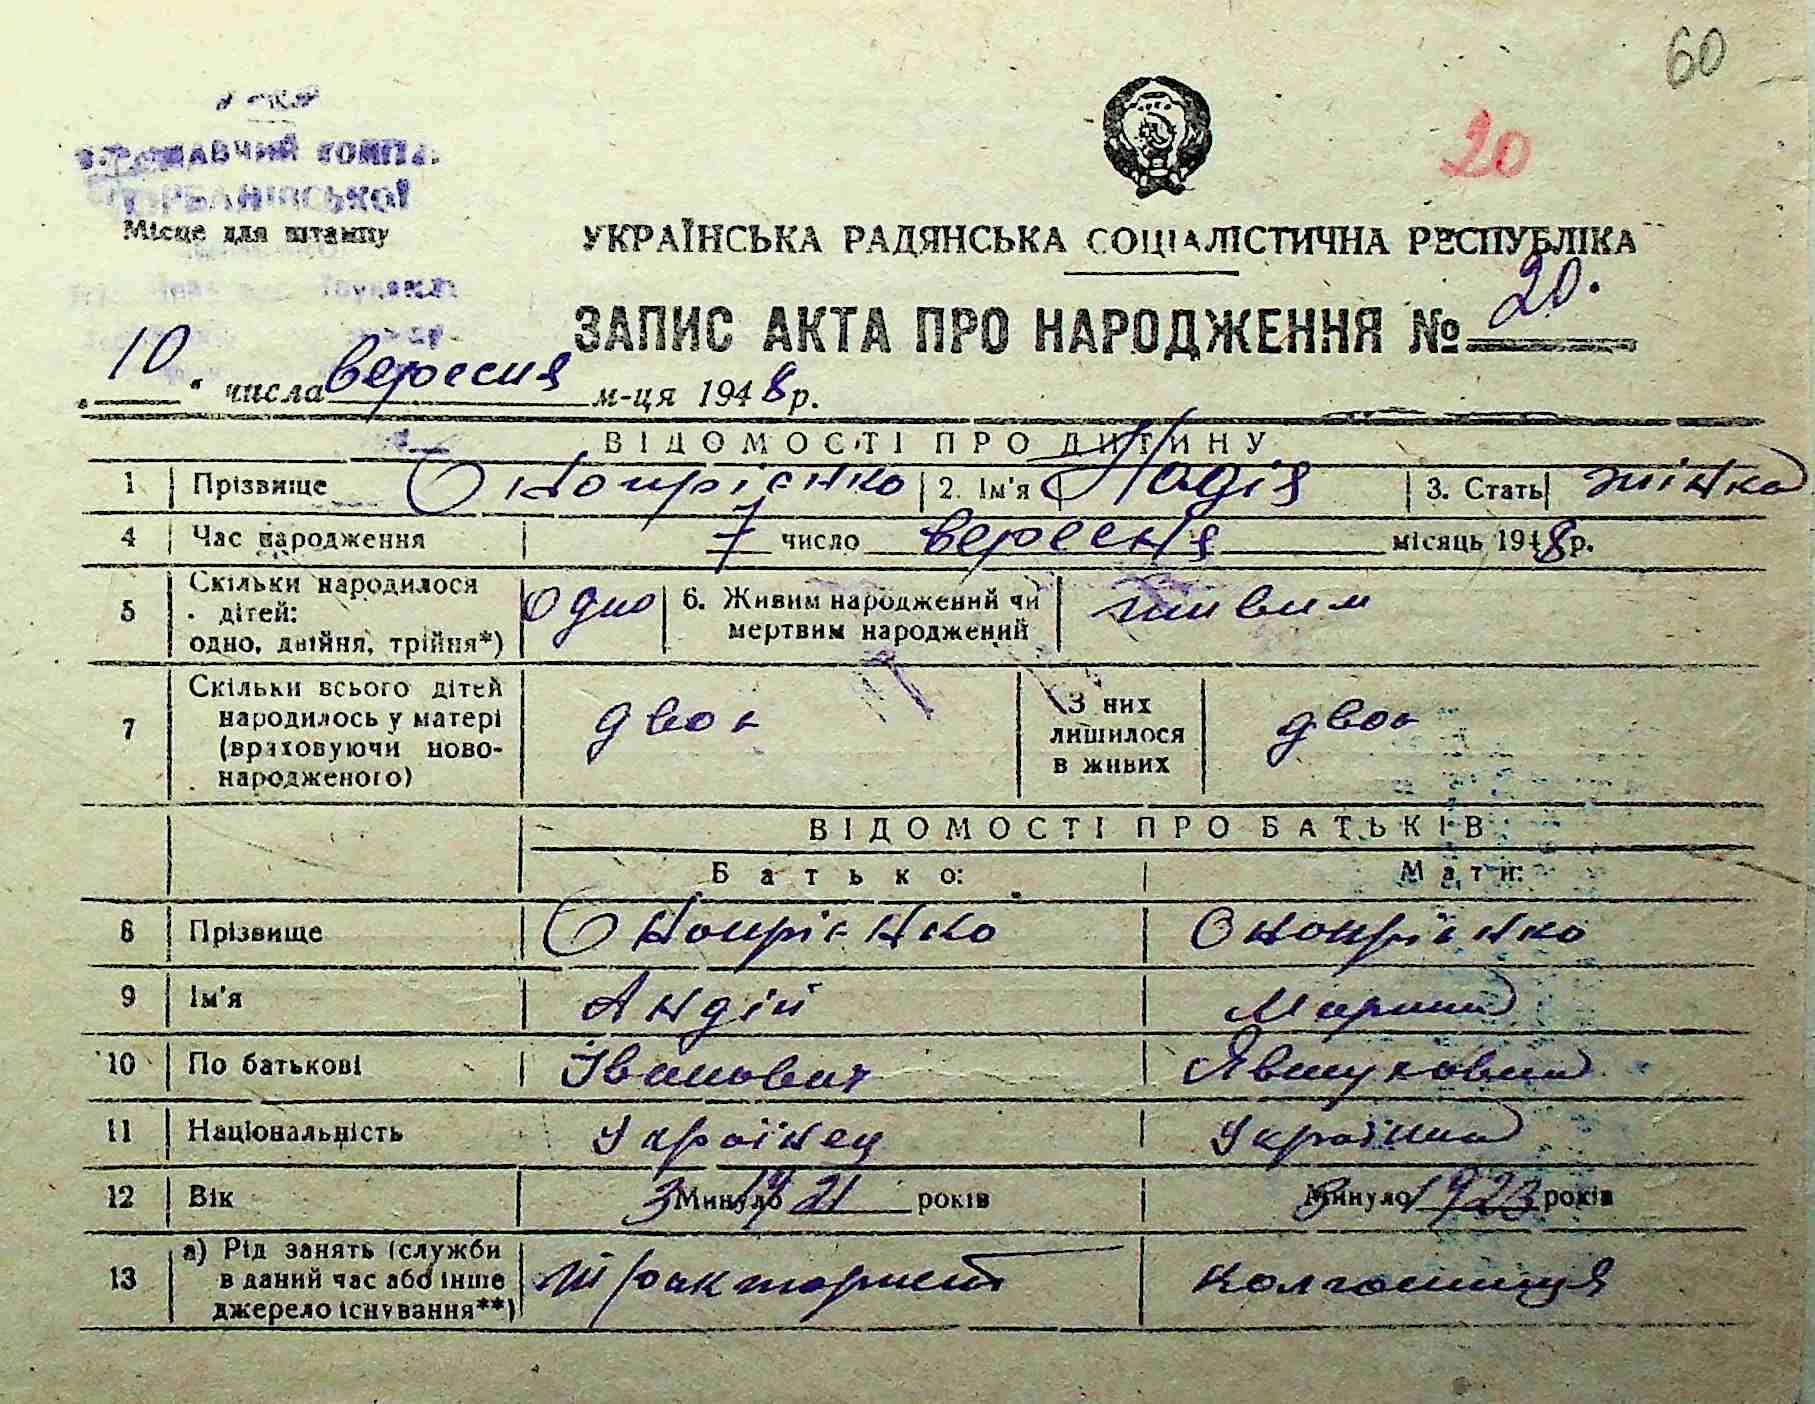 60
20
Місце для штампу
УКРАЇНСЬКА РАДЯНСЬКА СОЦІАЛІСТИЧНА РЕСПУБЛІКА
ЗАПИС АКТА ПРО НАРОДЖЕННЯ № 20.
„10“ числа вересня м-ця 1948 р.
ВІДОМОСТІ ПРО ДИТИНУ
1 Прізвище Онопрієнко 2. Ім'я Надія 3. Стать жінка
4 Час народження 7 число вересня місяць 1948 р.
5 Скільки народилося
дітей:
одно, двійня, трійня*) одно 6. Живим народжений чи
мертвим народжений живим
7 Скільки всього дітей
народилось у матері
(враховуючи ново-
народженого) двоє З них
лишилося
в живих двоє
ВІДОМОСТІ ПРО БАТЬКІВ
Батько: Мати:
8 Прізвище Онопрієнко Онопрієнко
9 Ім'я Андій Мария
10 По батькові Іванович Явтуховна
11 Національність Українец Українка
12 Вік З Минуло 1921 років З Минуло 1923 років
13 а) Рід занять (служби
в даний час або інше
джерело існування**) тракторист колгоспниця